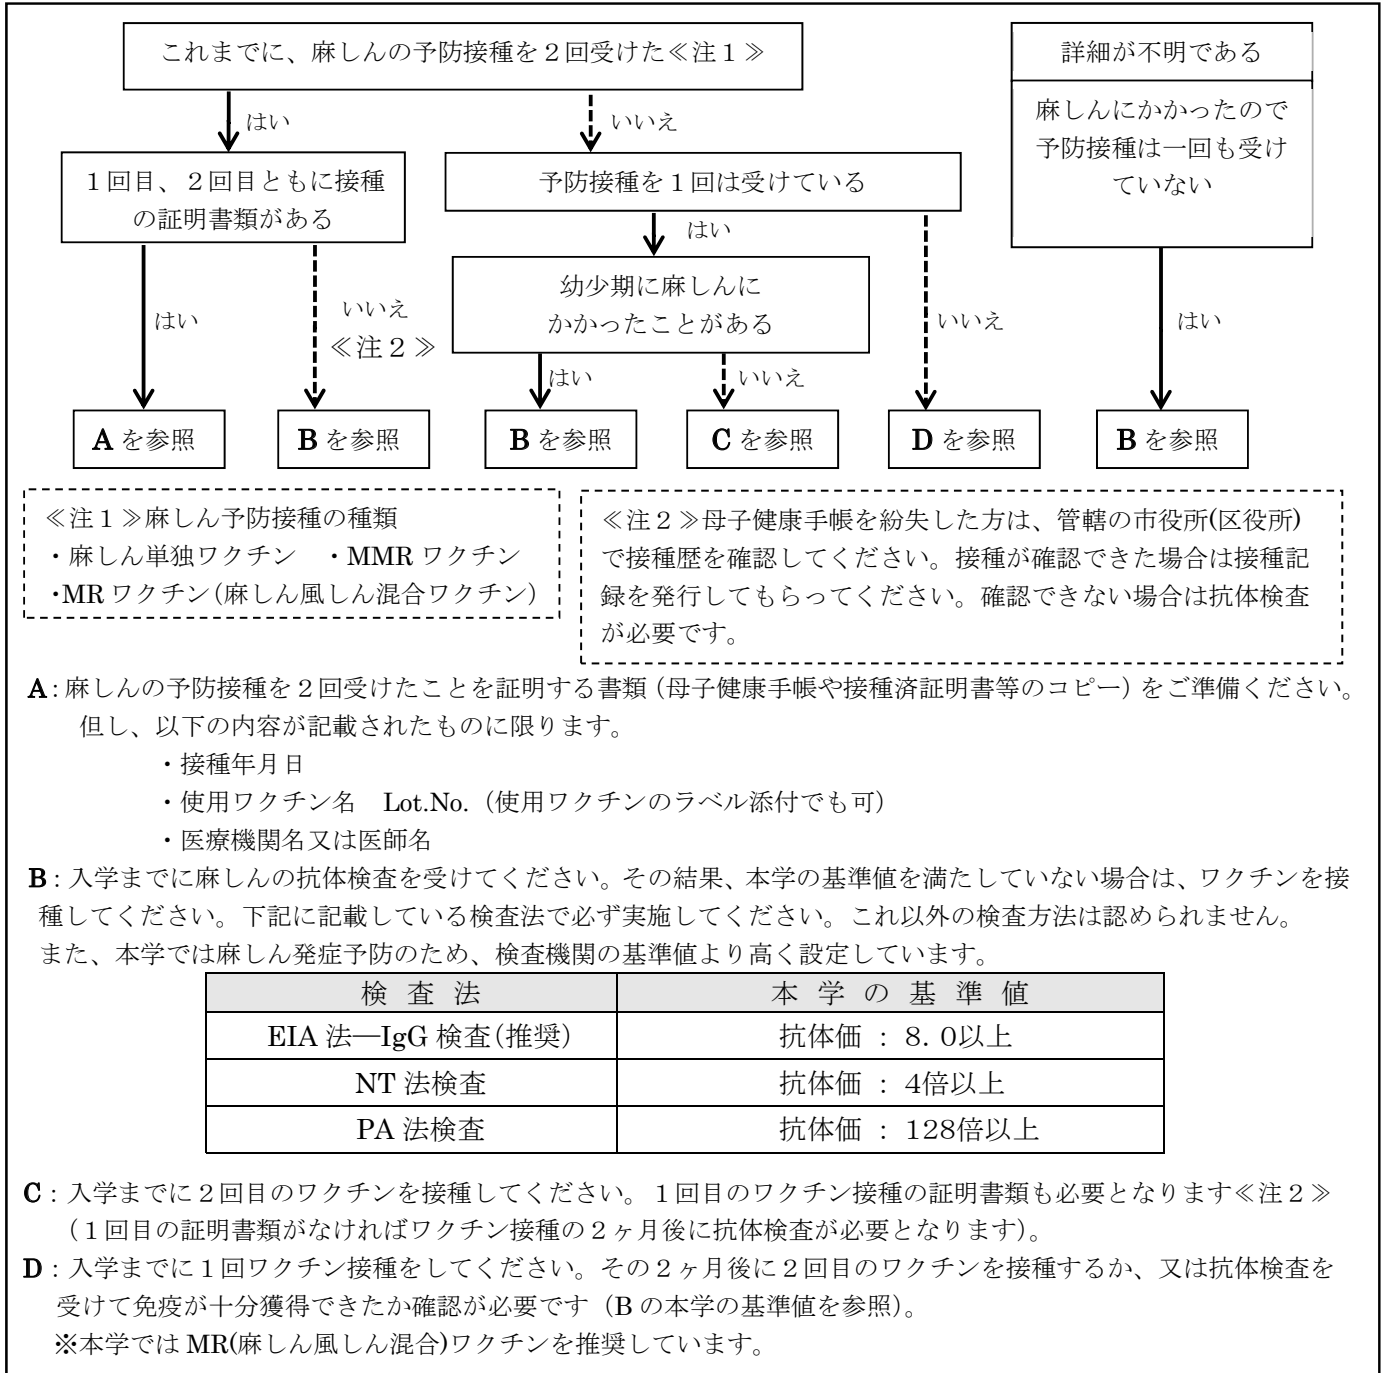 これまでに、麻しんの予防接種を２回受けた≪注１≫
詳細が不明である
麻しんにかかったので
予防接種は一回も受け
ていない
はい
いいえ
１回目、２回目ともに接種
の証明書類がある
予防接種を１回は受けている
はい
幼少期に麻しんに
かかったことがある
はい
いいえ
≪注２≫
いいえ
はい
はい
いいえ
Aを参照
Bを参照
Bを参照
Cを参照
Dを参照
Bを参照
≪注１≫麻しん予防接種の種類
・麻しん単独ワクチン　・MMRワクチン
・MRワクチン（麻しん風しん混合ワクチン）
≪注２≫母子健康手帳を紛失した方は、管轄の市役所(区役所)
で接種歴を確認してください。接種が確認できた場合は接種記
録を発行してもらってください。確認できない場合は抗体検査
が必要です。
A：麻しんの予防接種を２回受けたことを証明する書類（母子健康手帳や接種済証明書等のコピー）をご準備ください。
但し、以下の内容が記載されたものに限ります。
・接種年月日
・使用ワクチン名　Lot.No.（使用ワクチンのラベル添付でも可）
・医療機関名又は医師名
B：入学までに麻しんの抗体検査を受けてください。その結果、本学の基準値を満たしていない場合は、ワクチンを接
種してください。下記に記載している検査法で必ず実施してください。これ以外の検査方法は認められません。
また、本学では麻しん発症予防のため、検査機関の基準値より高く設定しています。
検 査 法　本 学 の 基 準 値
EIA法―IgG検査（推奨）　抗体価 ： 8．0以上
NT法検査　抗体価 ： 4倍以上
PA法検査　抗体価 ： 128倍以上
C：入学までに２回目のワクチンを接種してください。１回目のワクチン接種の証明書類も必要となります≪注２≫
（１回目の証明書類がなければワクチン接種の２ヶ月後に抗体検査が必要となります）。
D：入学までに１回ワクチン接種をしてください。その２ヶ月後に２回目のワクチンを接種するか、又は抗体検査を
受けて免疫が十分獲得できたか確認が必要です（Bの本学の基準値を参照）。
※本学ではMR(麻しん風しん混合)ワクチンを推奨しています。